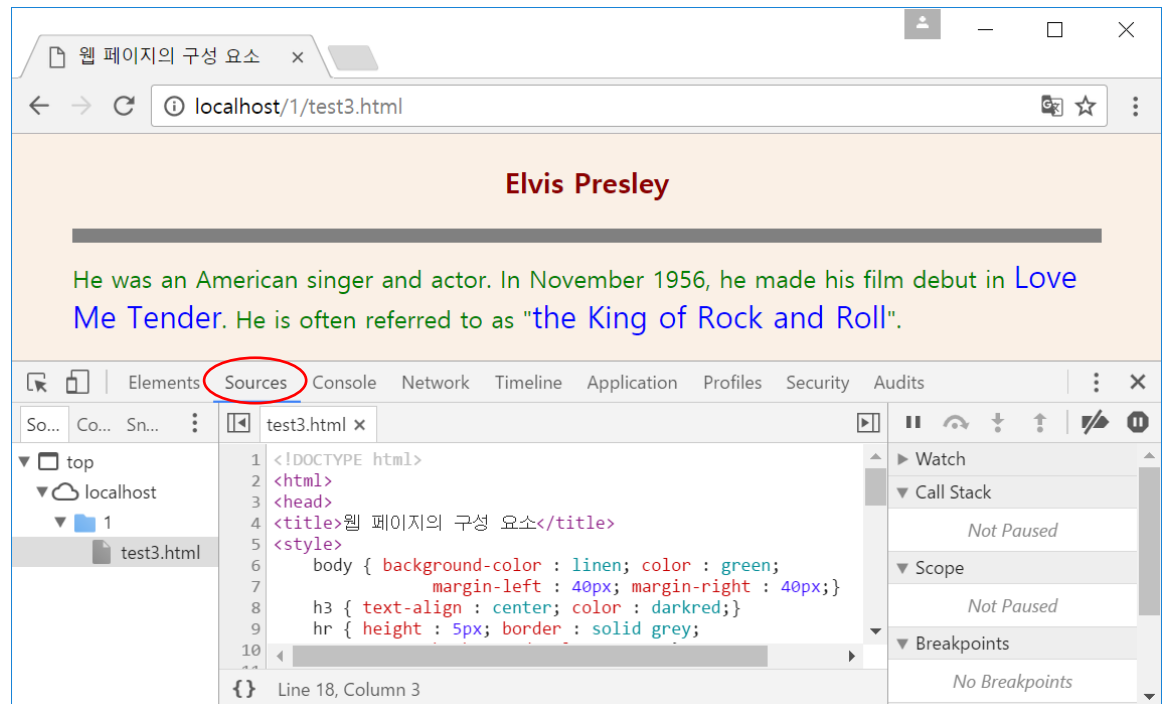 웹 페이지의 구성 요소
localhost/1/test3.html
Elvis Presley
He was an American singer and actor. In November 1956, he made his film debut in Love
Me Tender. He is often referred to as "the King of Rock and Roll".
Elements Sources Console Network Timeline Application Profiles Security Audits
So... Co... Sn... test3.html
top
localhost
1
test3.html
1 <!DOCTYPE html>
2 <html>
3 <head>
4 <title>웹 페이지의 구성 요소</title>
5 <style>
6 body { background-color : linen; color : green;
7 margin-left : 40px; margin-right : 40px;}
8 h3 { text-align : center; color : darkred;}
9 hr { height : 5px; border : solid grey;
10
{} Line 18, Column 3
Watch
Call Stack
Not Paused
Scope
Not Paused
Breakpoints
No Breakpoints